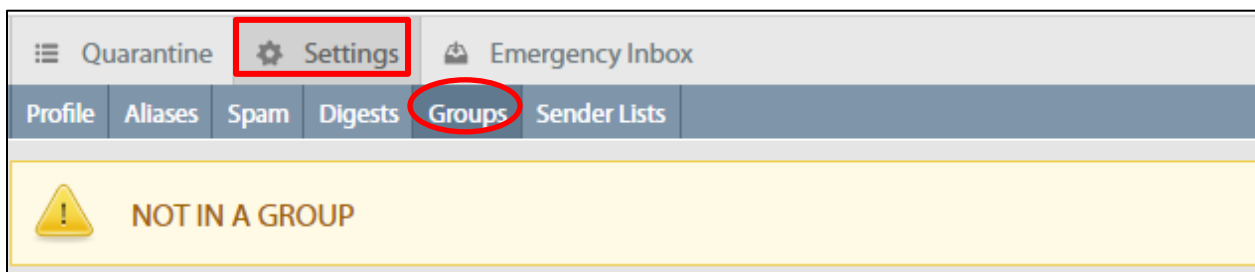 Quarantine Settings Emergency Inbox
Profile Aliases Spam Digests Groups Sender Lists
NOT IN A GROUP